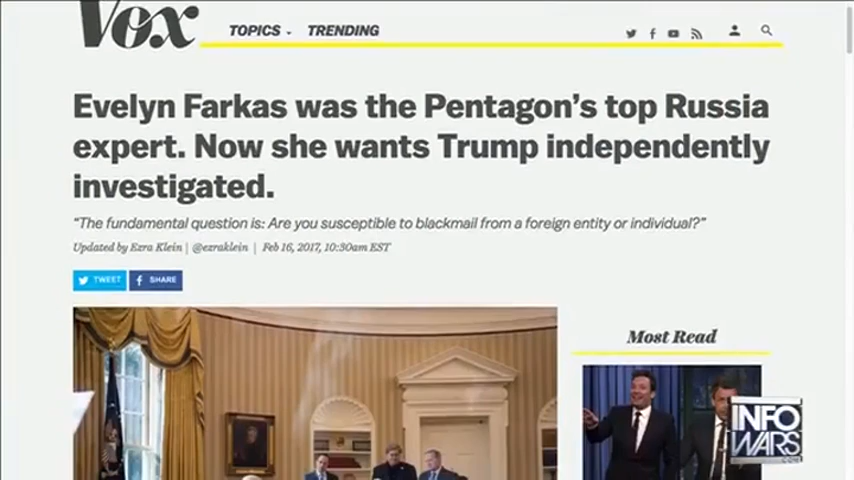 Vox
TOPICS TRENDING
Evelyn Farkas was the Pentagon's top Russia
expert. Now she wants Trump independently
investigated.
"The fundamental question is: Are you susceptible to blackmail from a foreign entity or individual?"
Updated by Ezra Klein | @ezraklein | Feb 16, 2017, 10:30am EST
TWEET
f SHARE
Most Read
INFO
WARS
.COM